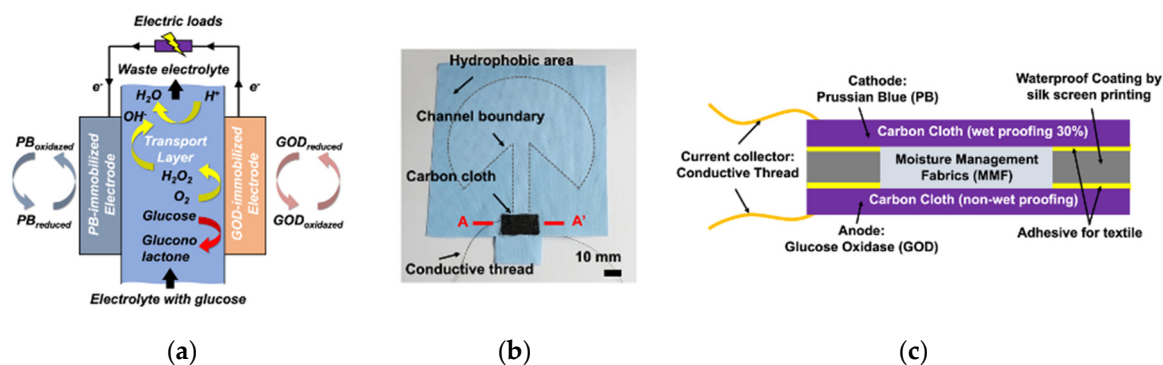 Electric loads
Waste electrolyte
e-
e-
H2O
H+
OH-
Transport
Layer
H2O2
O2
Glucose
Glucono
lactone
PBoxidazed
PBreduced
PB-immobilized
Electrode
GOD-immobilized
Electrode
GODreduced
GODoxidazed
Electrolyte with glucose
(a)
Hydrophobic area
Channel boundary
Carbon cloth
A
A'
Conductive thread
10 mm
(b)
Cathode:
Prussian Blue (PB)
Waterproof Coating by
silk screen printing
Carbon Cloth (wet proofing 30%)
Current collector:
Conductive Thread
Moisture Management
Fabrics (MMF)
Carbon Cloth (non-wet proofing)
Anode:
Glucose Oxidase (GOD)
Adhesive for textile
(c)